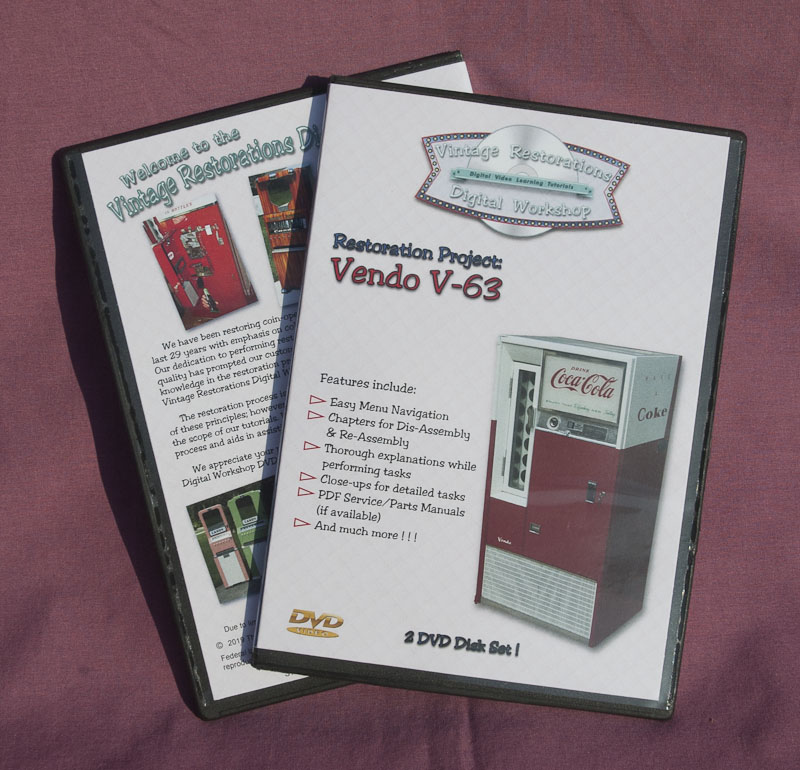 Welcome to the
Vintage Restorations
We have been restoring
last 29 years with emphasis on
Our dedication to performing
quality has prompted our
knowledge in the restoration
Vintage Restorations Digital
The restoration process
of these principles;
the scope of our tutorials,
process and aids in
We appreciate your
Digital Workshop DVD
Due to
©
Federal
Vintage Restorations
Digital Video Learning Tutorials
Digital Workshop
Restoration Project:
Vendo V-63
Features include:
Easy Menu Navigation
Chapters for Dis-Assembly
& Re-Assembly
Thorough explanations while
performing tasks
Close-ups for detailed tasks
PDF Service/Parts Manuals
(if available)
And much more ! ! !
DRINK
Coca-Cola
Coke
Vendo
DVD
VIDEO
2 DVD Disk Set !